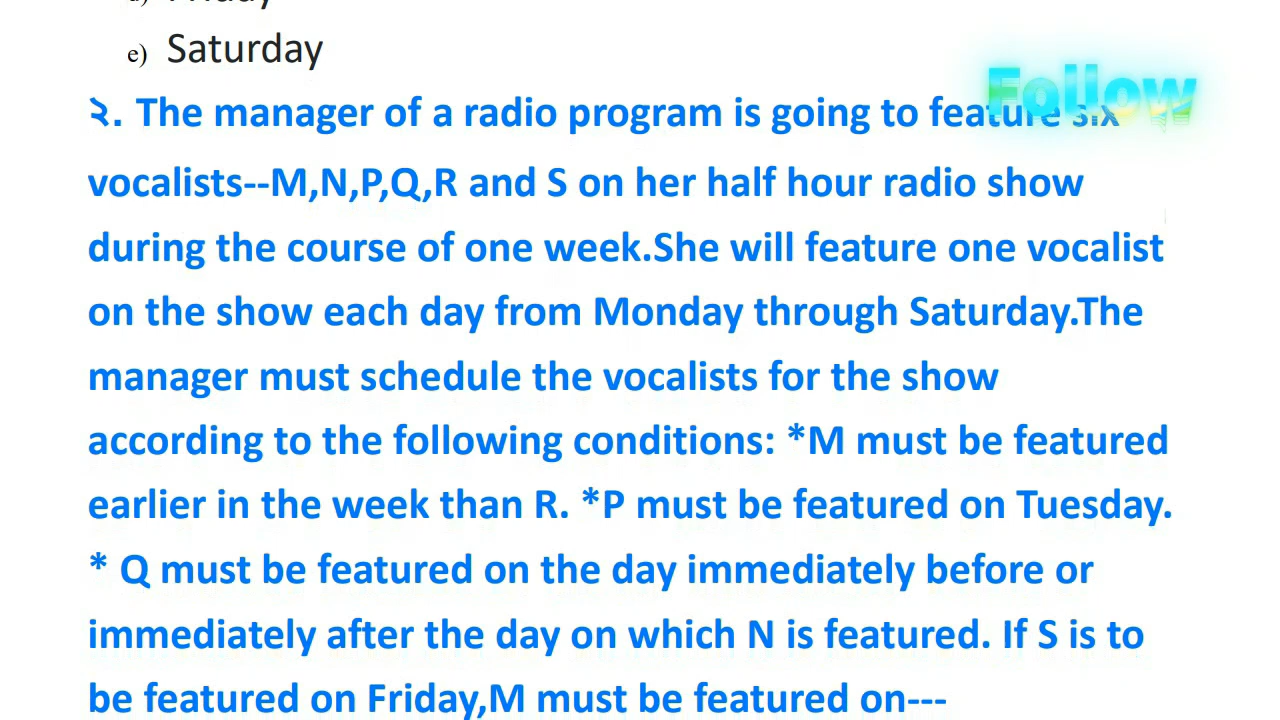 e) Saturday
২. The manager of a radio program is going to feature six
Follow
vocalists--M,N,P,Q,R and S on her half hour radio show
during the course of one week.She will feature one vocalist
on the show each day from Monday through Saturday.The
manager must schedule the vocalists for the show
according to the following conditions: *M must be featured
earlier in the week than R. *P must be featured on Tuesday.
* Q must be featured on the day immediately before or
immediately after the day on which N is featured. If S is to
be featured on Friday,M must be featured on---